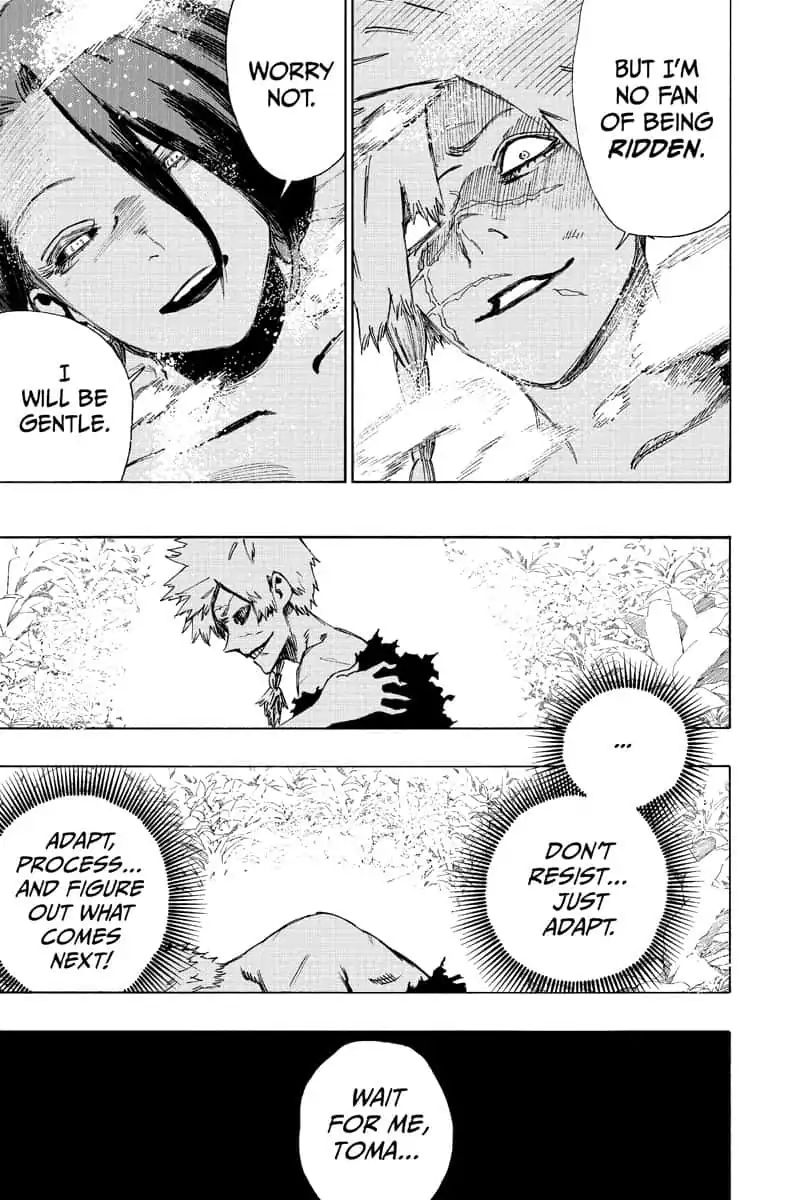 BUT I'M
NO FAN
OF BEING
RIDDEN.
WORRY
NOT.
I
WILL BE
GENTLE.
...
DON'T
RESIST...
JUST
ADAPT.
ADAPT,
PROCESS...
AND FIGURE
OUT WHAT
COMES
NEXT!
WAIT
FOR ME,
TOMA...